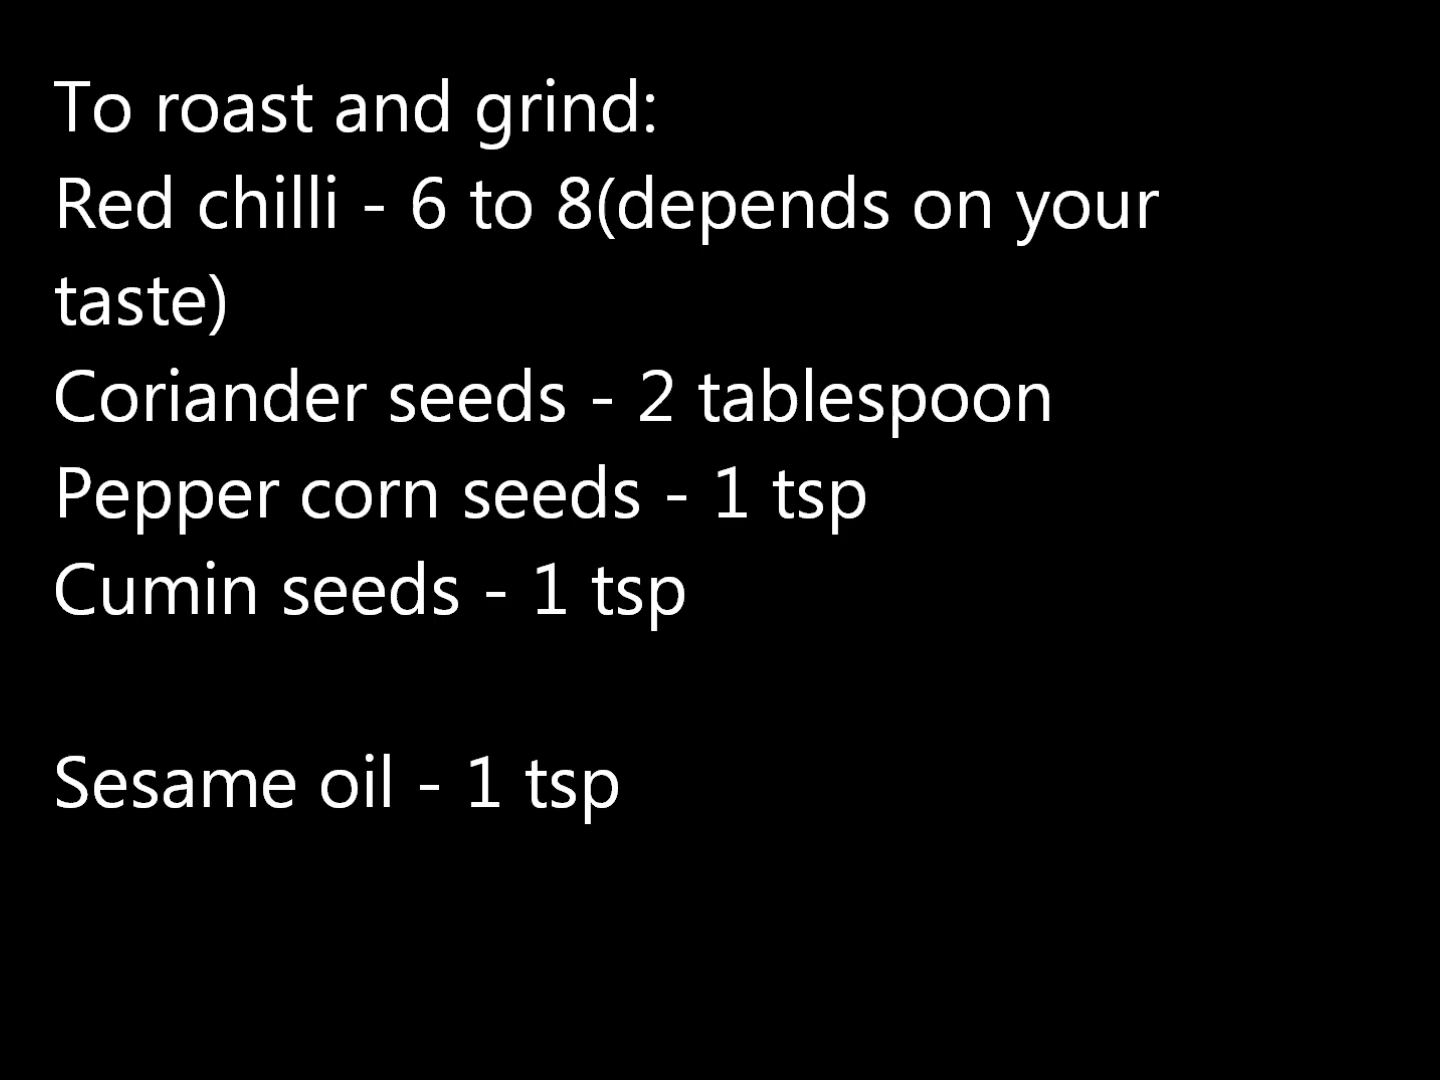 To roast and grind:
Red chilli - 6 to 8(depends on your
taste)
Coriander seeds - 2 tablespoon
Pepper corn seeds - 1 tsp
Cumin seeds - 1 tsp
Sesame oil - 1 tsp